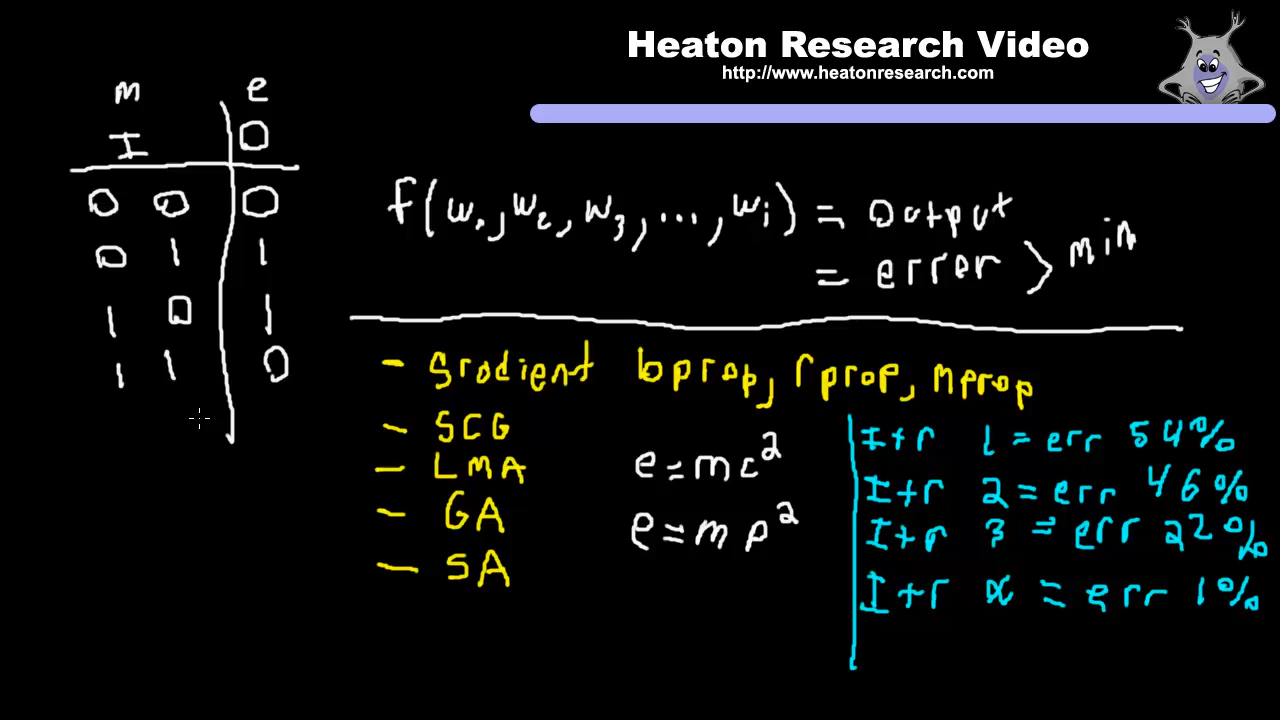 Heaton Research Video
http://www.heatonresearch.com
m e
I O
0 0 0
0 1 1
1 0 1
1 1 0
f(w1, w2, w3, ..., wi) = output
= error > min
- gradient bprop, rprop, mprop
- SCG
- LMA
- GA
- SA
e=mc²
e=mp²
Itr 1 = err 54%
Itr 2 = err 46%
Itr 3 = err 22%
Itr x = err 1%